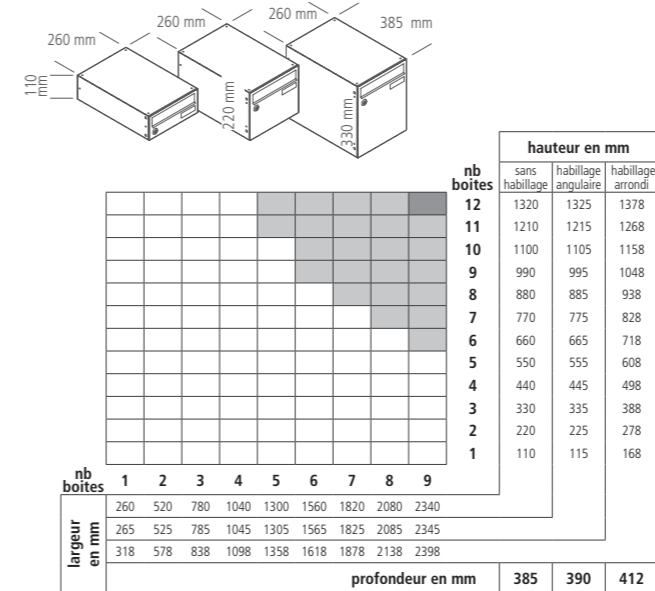 260 mm
260 mm
260 mm
385 mm
110 mm
220 mm
330 mm
hauteur en mm
nb boites
sans habillage
habillage angulaire
habillage arrondi
12 1320 1325 1378
11 1210 1215 1268
10 1100 1105 1158
9 990 995 1048
8 880 885 938
7 770 775 828
6 660 665 718
5 550 555 608
4 440 445 498
3 330 335 388
2 220 225 278
1 110 115 168
nb boites 1 2 3 4 5 6 7 8 9
largeur en mm
260 520 780 1040 1300 1560 1820 2080 2340
265 525 785 1045 1305 1565 1825 2085 2345
318 578 838 1098 1358 1618 1878 2138 2398
profondeur en mm 385 390 412